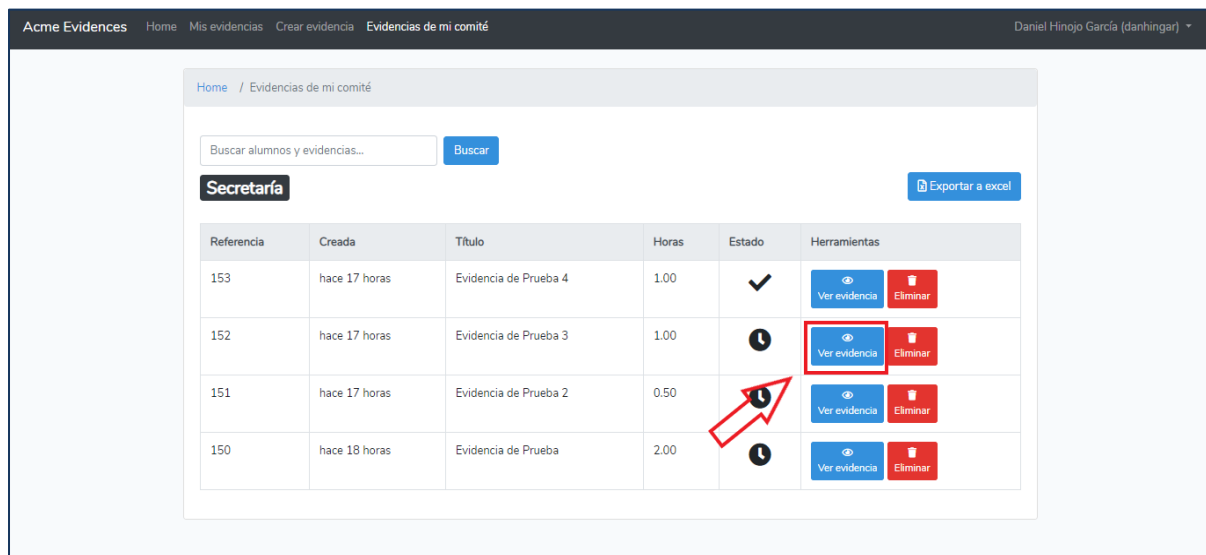 Acme Evidences Home Mis evidencias Crear evidencia Evidencias de mi comité Daniel Hinojo García (danhingar)
Home / Evidencias de mi comité
Buscar alumnos y evidencias... Buscar
Secretaría Exportar a excel
Referencia Creada Título Horas Estado Herramientas
153 hace 17 horas Evidencia de Prueba 4 1.00 Ver evidencia Eliminar
152 hace 17 horas Evidencia de Prueba 3 1.00 Ver evidencia Eliminar
151 hace 17 horas Evidencia de Prueba 2 0.50 Ver evidencia Eliminar
150 hace 18 horas Evidencia de Prueba 2.00 Ver evidencia Eliminar